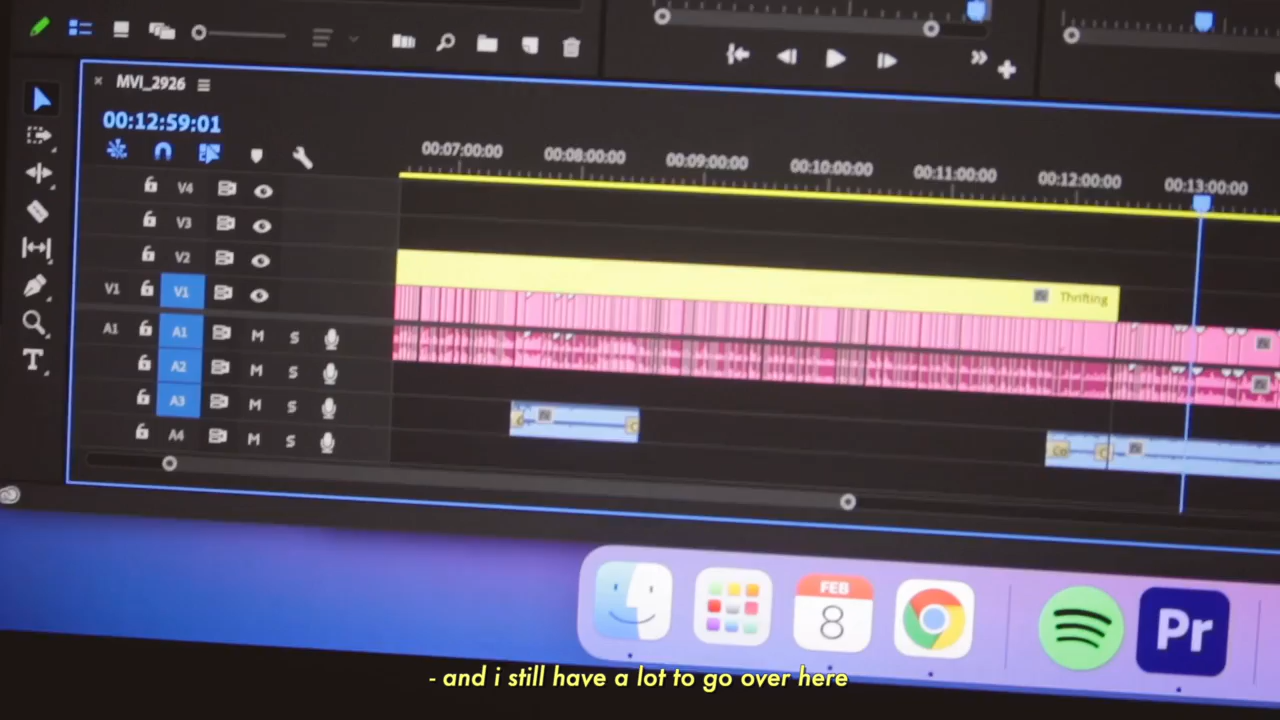 MVI_2926
00:12:59:01
00:07:00:00 00:08:00:00 00:09:00:00 00:10:00:00 00:11:00:00 00:12:00:00 00:13:00:00
V4
V3
V2
Thrifting
V1 V1
A1 A1 M S
A2 M S
A3 M S
A4 M S
Co
FEB
8
Pr
- and i still have a lot to go over here